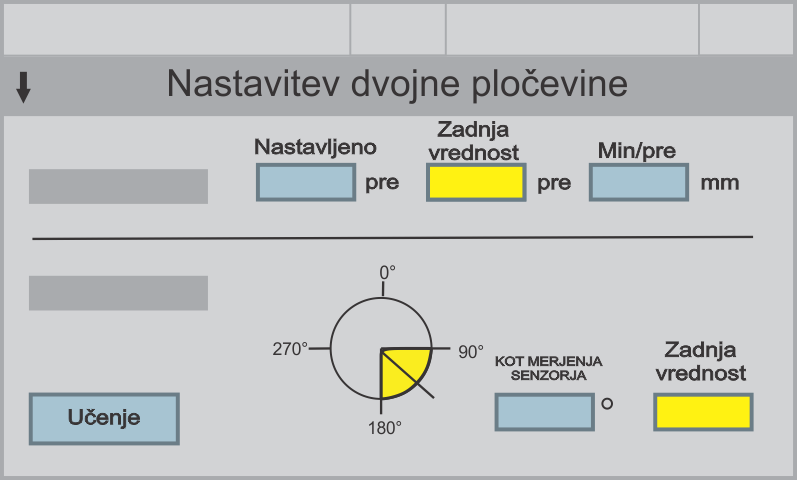 Nastavitev dvojne pločevine
Nastavljeno
Zadnja
vrednost
Min/pre
pre
pre
mm
0°
270°
90°
180°
KOT MERJENJA
SENZORJA
°
Zadnja
vrednost
Učenje